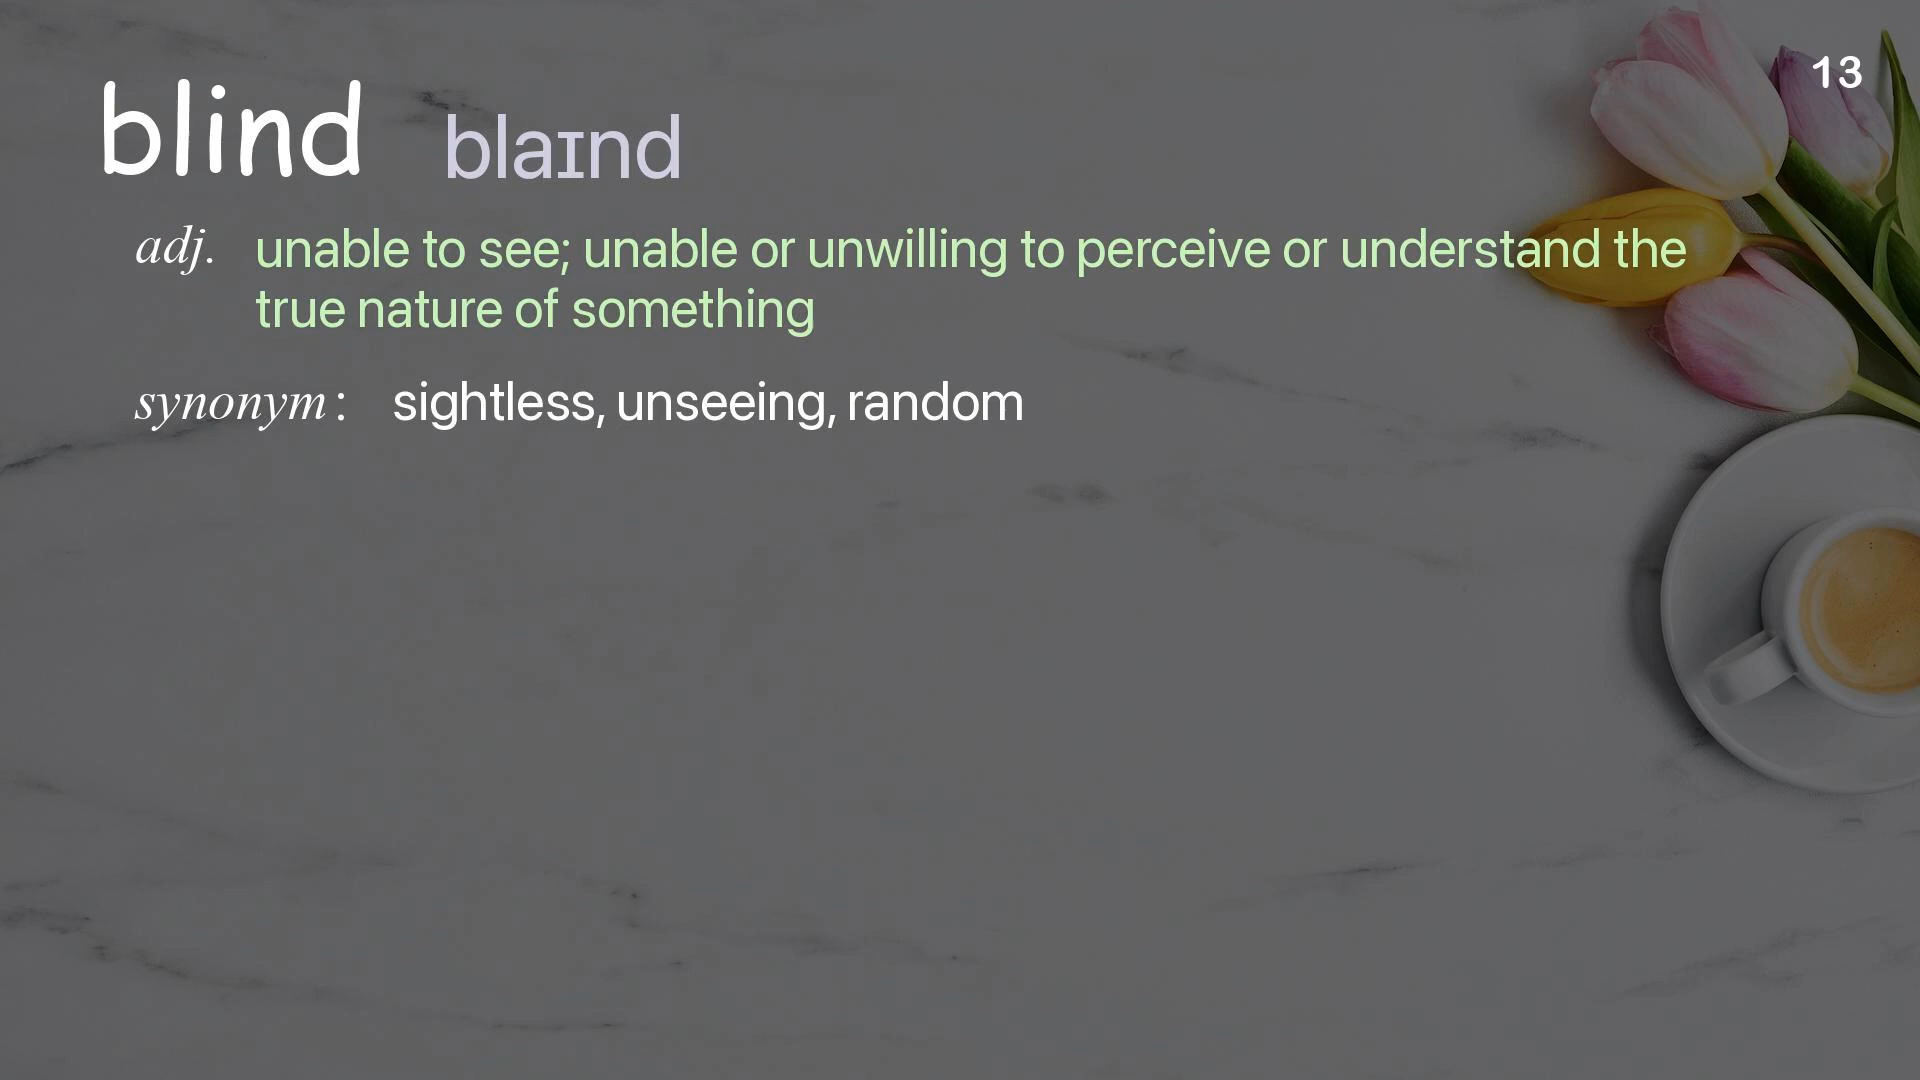 13
blind blaɪnd
adj. unable to see; unable or unwilling to perceive or understand the
true nature of something
synonym: sightless, unseeing, random